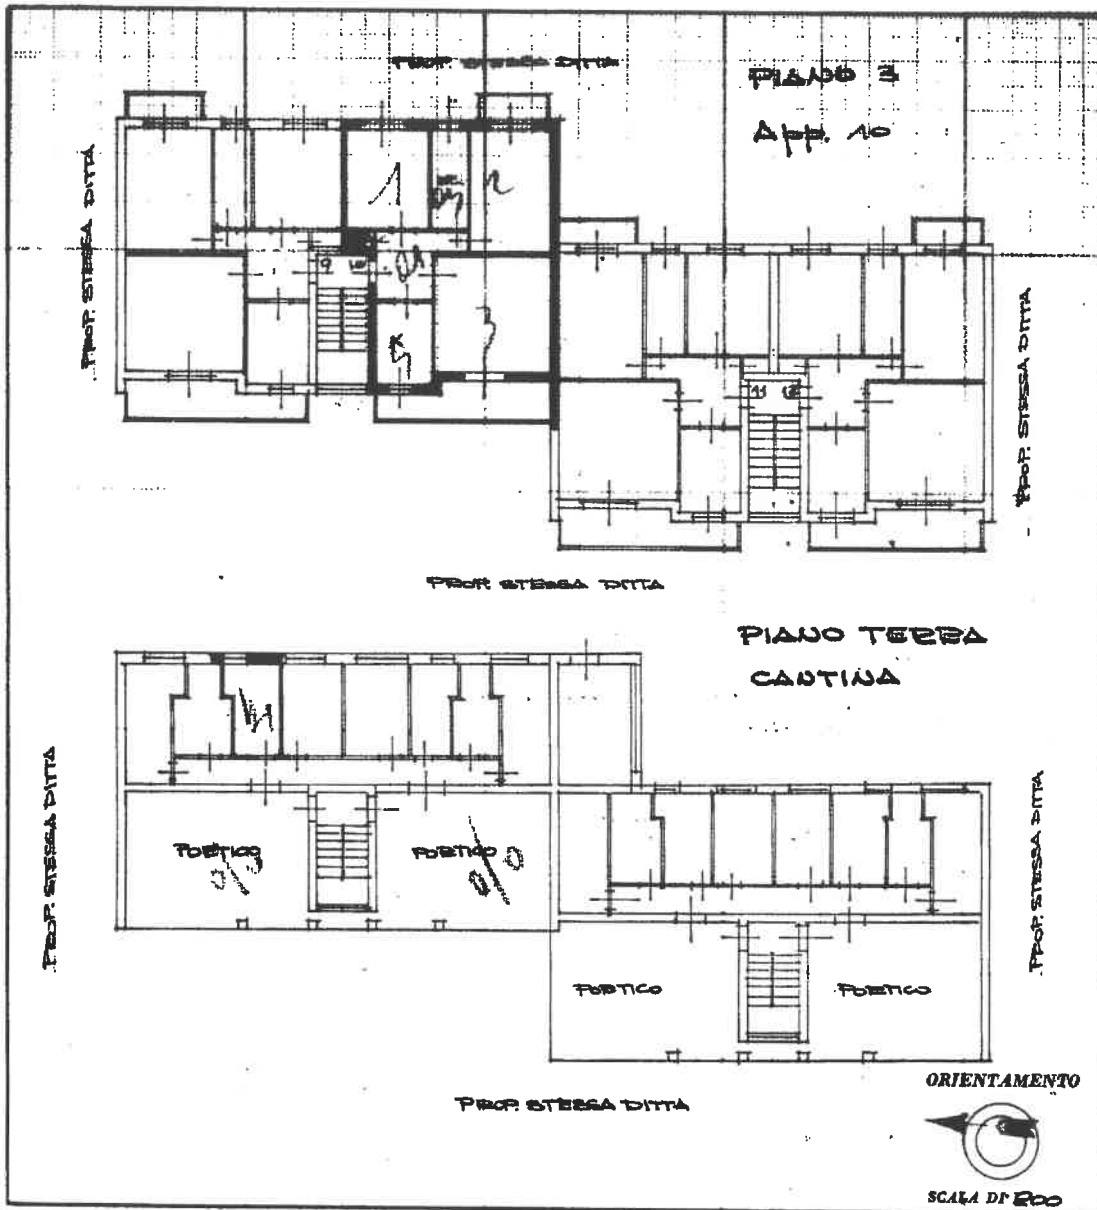 PROP. STESSA DITTA
PIANO 3
App. 10
PROP. STESSA DITTA
1
2
9
10
3
11
12
PROP. STESSA DITTA
PROP. STESSA DITTA
PIANO TERRA
CANTINA
PROP. STESSA DITTA
PORTICO
PORTICO
PORTICO
PORTICO
PROP. STESSA DITTA
PROP. STESSA DITTA
ORIENTAMENTO
SCALA DI 200